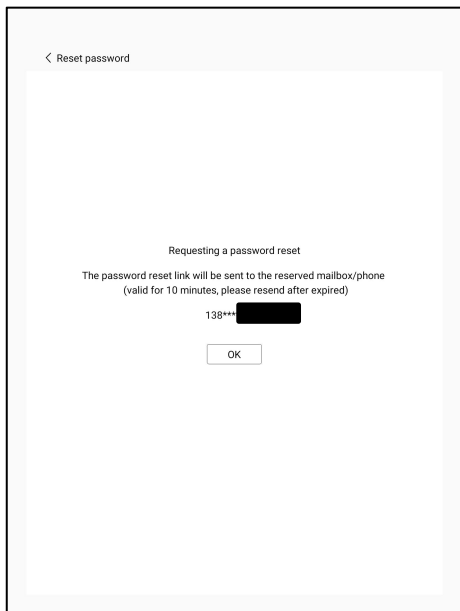 Reset password
Requesting a password reset
The password reset link will be sent to the reserved mailbox/phone
(valid for 10 minutes, please resend after expired)
138***
OK